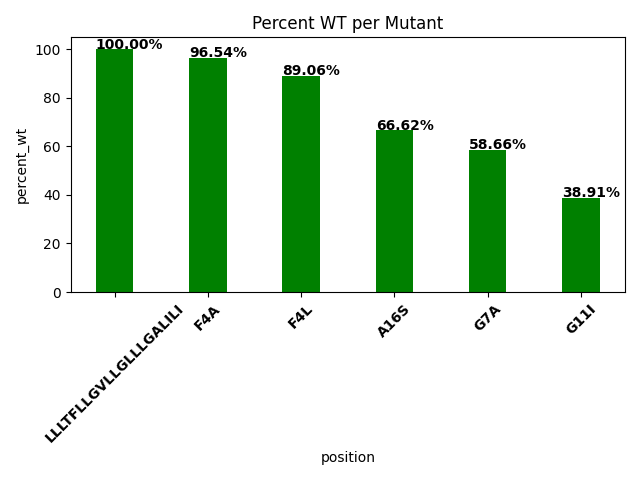 Percent WT per Mutant
percent_wt
100
80
60
40
20
0
100.00%
96.54%
89.06%
66.62%
58.66%
38.91%
LLLTFLLGVLLGLLLGALILI
F4A
F4L
A16S
G7A
G11I
position